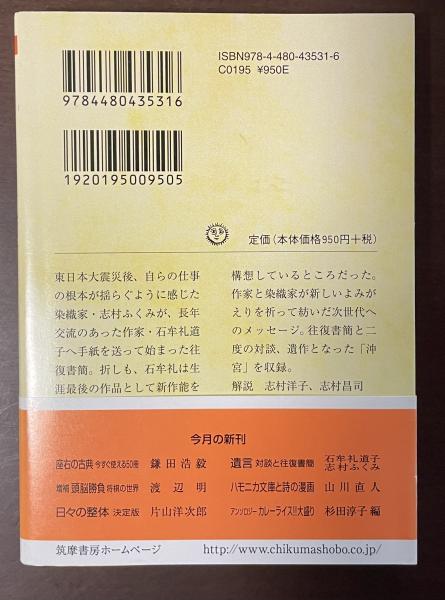 ISBN978-4-480-43531-6
C0195 ¥950E
9784480435316
1920195009505
定価(本体価格950円+税)
東日本大震災後、自らの仕事
の根本が揺らぐように感じた
染織家・志村ふくみが、長年
交流のあった作家・石牟礼道
子へ手紙を送って始まった往
復書簡。折しも、石牟礼は生
涯最後の作品として新作能を
構想しているところだった。
作家と染織家が新しいよみが
えりを祈って紡いだ次世代へ
のメッセージ。往復書簡と二
度の対談、遺作となった「沖
宮」を収録。
解説 志村洋子、志村昌司
今月の新刊
座右の古典 今すぐ使える50冊 鎌田浩毅
増補 頭脳勝負 将棋の世界 渡辺明
日々の整体 決定版 片山洋次郎
遺言 対談と往復書簡 石牟礼道子 志村ふくみ
ハーモニカ文庫と詩の漫画 山川直人
アンソロジー カレーライス!!大盛り 杉田淳子 編
筑摩書房ホームページ http://www.chikumashobo.co.jp/